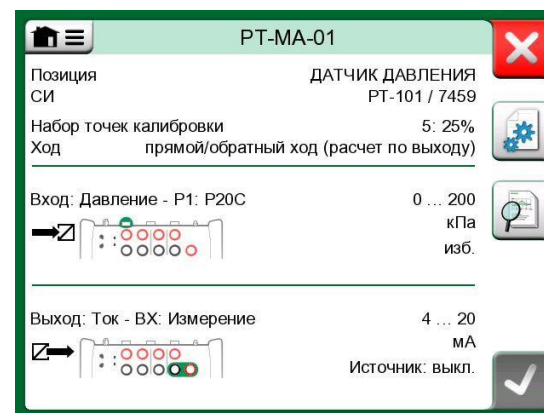 PT-MA-01
Позиция ДАТЧИК ДАВЛЕНИЯ
СИ PT-101 / 7459
Набор точек калибровки 5: 25%
Ход прямой/обратный ход (расчет по выходу)
Вход: Давление - P1: P20C 0 ... 200
кПа
изб.
Выход: Ток - ВХ: Измерение 4 ... 20
мА
Источник: выкл.